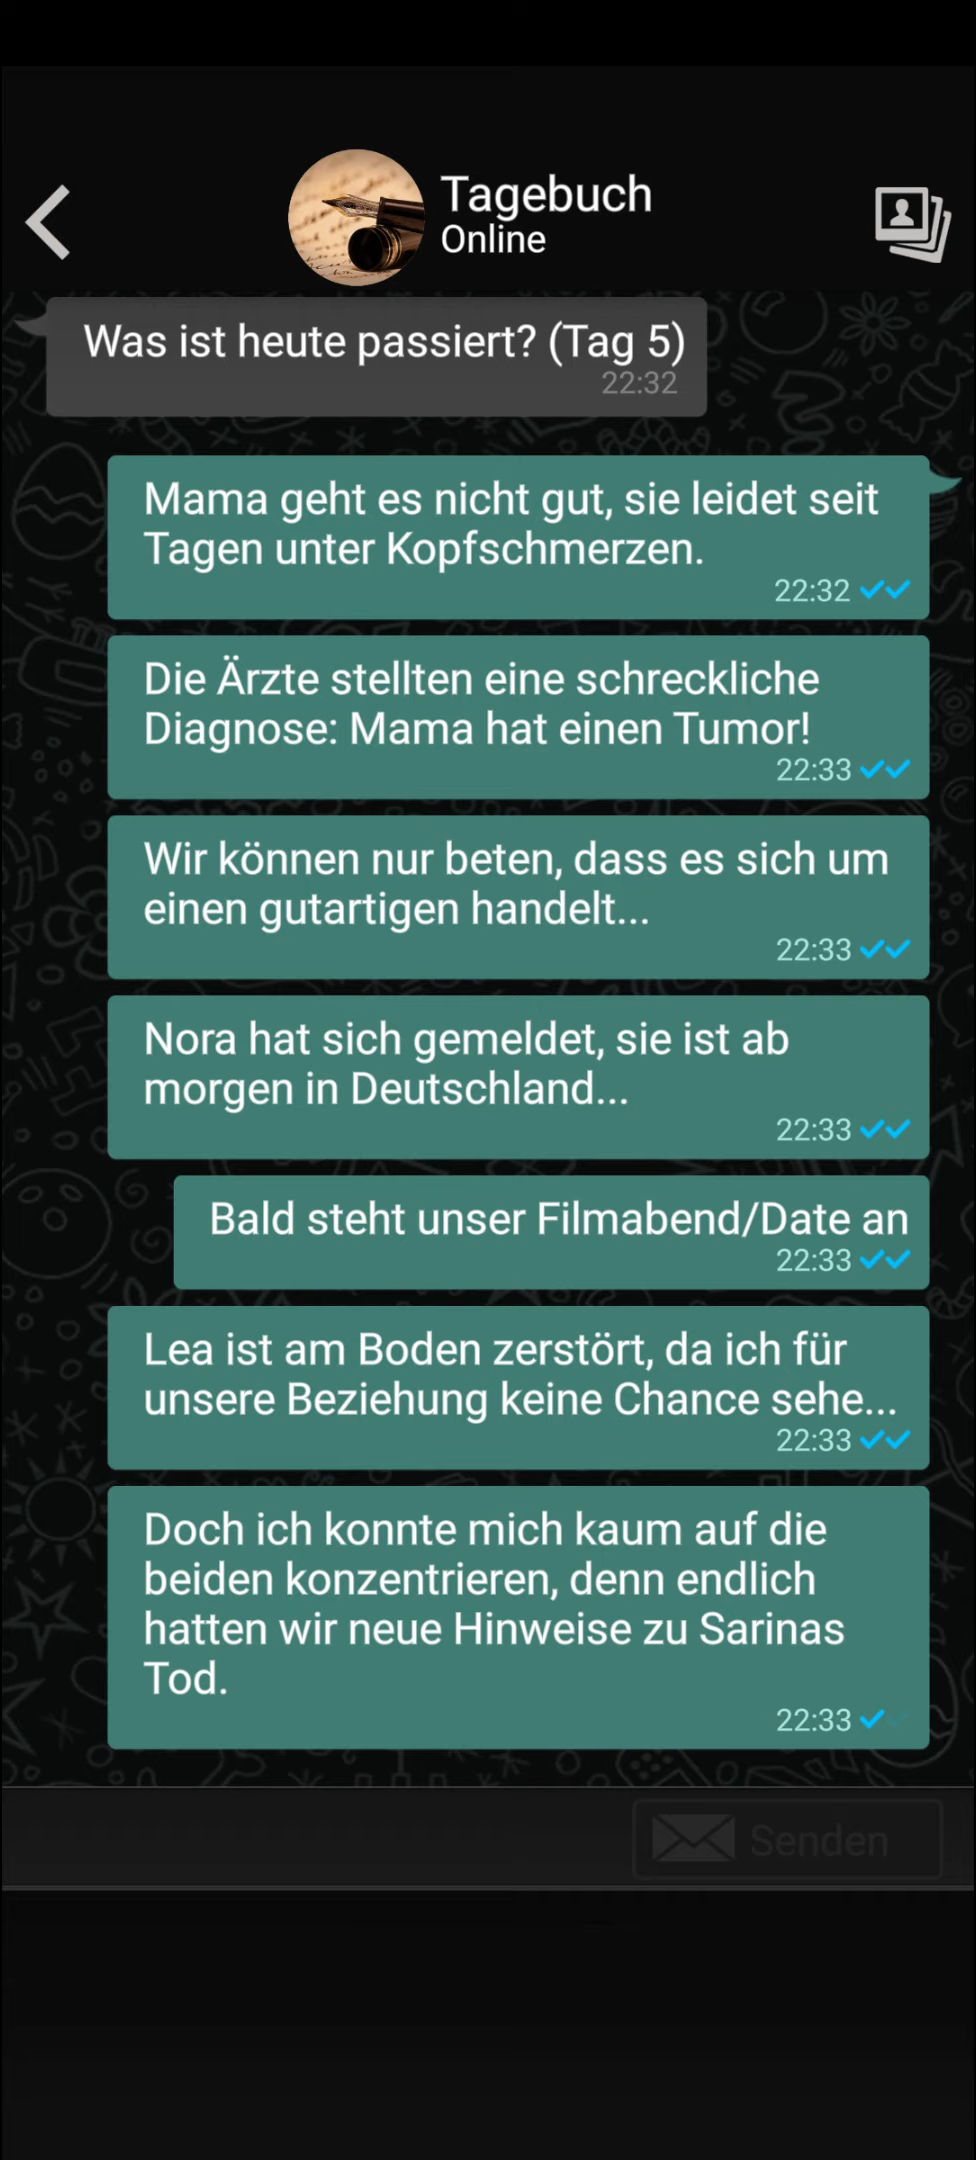 Tagebuch
Online
Was ist heute passiert? (Tag 5)
22:32
Mama geht es nicht gut, sie leidet seit
Tagen unter Kopfschmerzen.
22:32
Die Ärzte stellten eine schreckliche
Diagnose: Mama hat einen Tumor!
22:33
Wir können nur beten, dass es sich um
einen gutartigen handelt...
22:33
Nora hat sich gemeldet, sie ist ab
morgen in Deutschland...
22:33
Bald steht unser Filmabend/Date an
22:33
Lea ist am Boden zerstört, da ich für
unsere Beziehung keine Chance sehe...
22:33
Doch ich konnte mich kaum auf die
beiden konzentrieren, denn endlich
hatten wir neue Hinweise zu Sarinas
Tod.
22:33
Senden